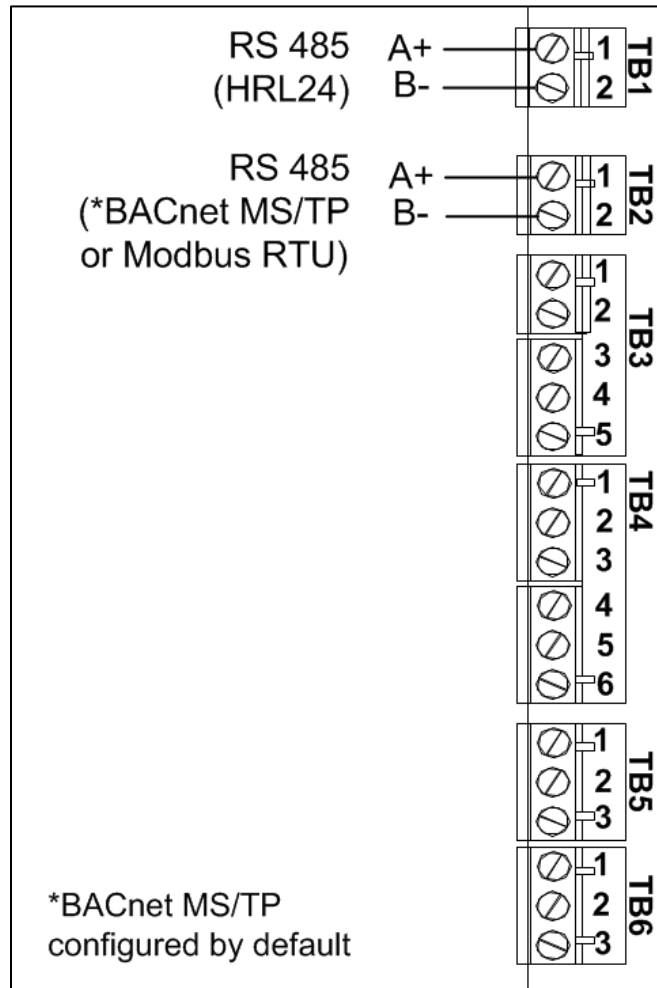 RS 485 A+ 1
(HRL24) B- 2
TB1
RS 485 A+ 1
(*BACnet MS/TP B- 2
or Modbus RTU)
TB2
1
2
3
4
5
TB3
1
2
3
4
5
6
TB4
1
2
3
TB5
1
2
3
TB6
*BACnet MS/TP
configured by default